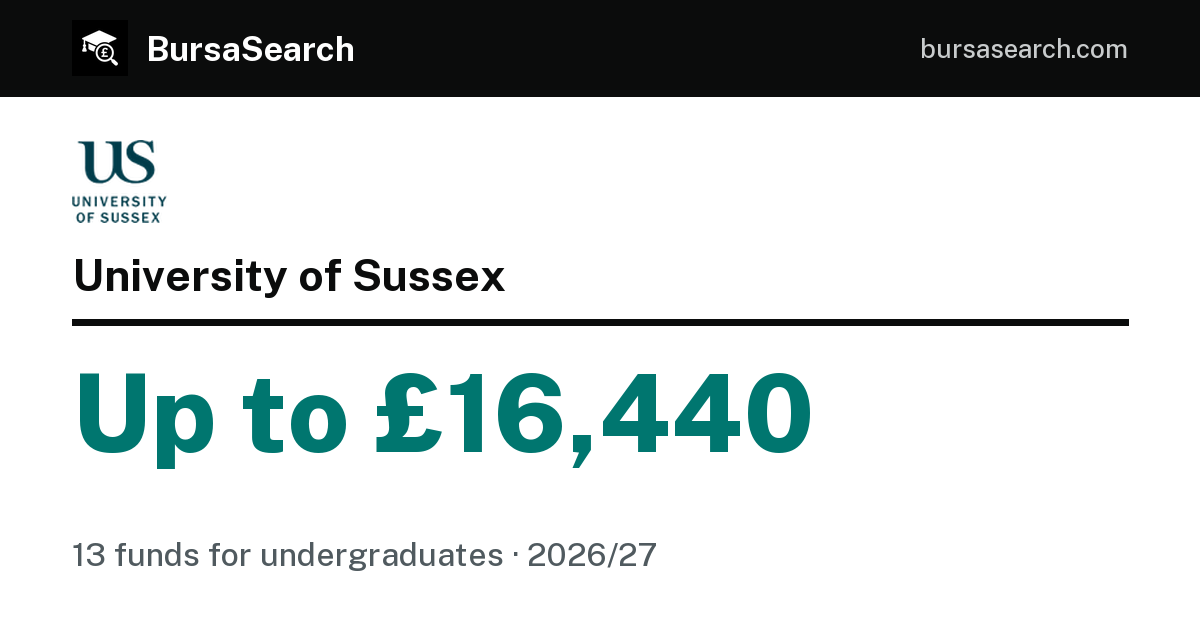 £
BursaSearch
bursasearch.com
US
UNIVERSITY
OF SUSSEX
University of Sussex
Up to £16,440
13 funds for undergraduates · 2026/27